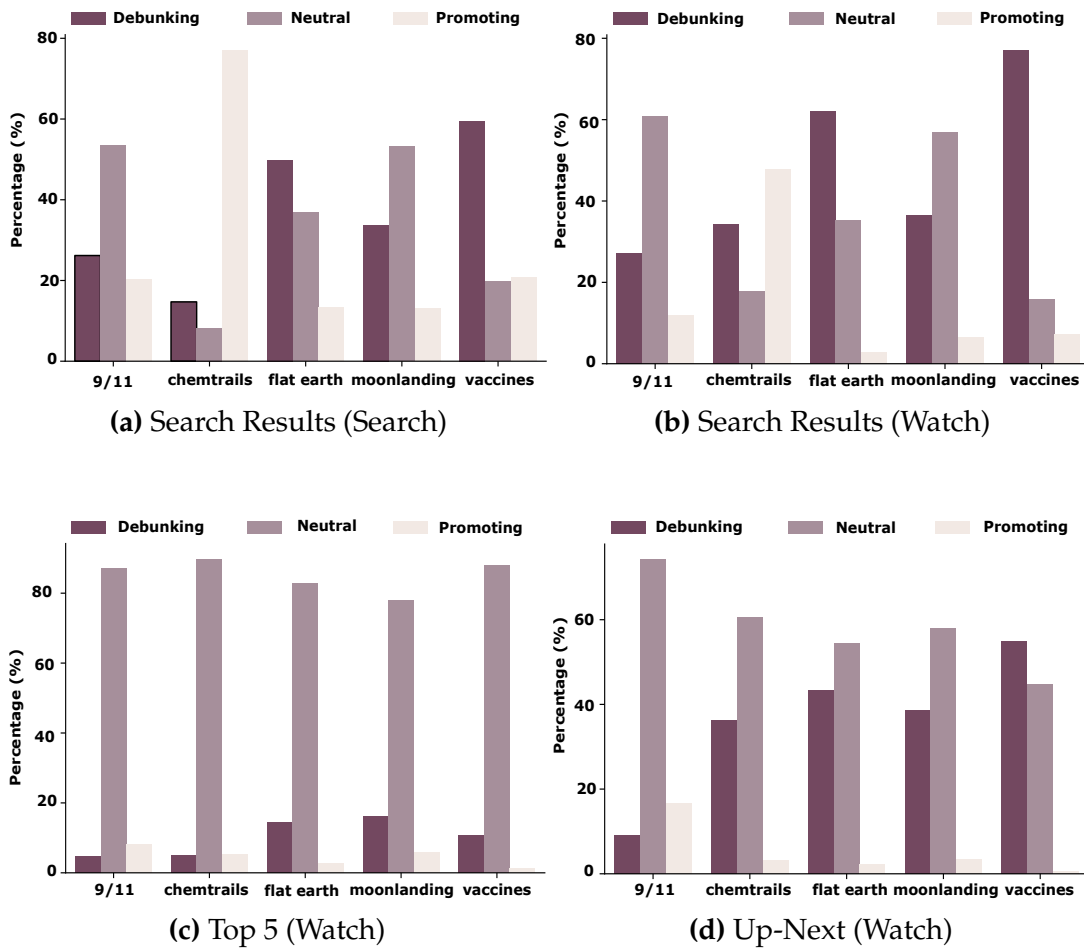 Debunking Neutral Promoting
80
60
40
20
0
Percentage (%)
9/11 chemtrails flat earth moonlanding vaccines
(a) Search Results (Search)
Debunking Neutral Promoting
80
60
40
20
0
Percentage (%)
9/11 chemtrails flat earth moonlanding vaccines
(b) Search Results (Watch)
Debunking Neutral Promoting
80
60
40
20
0
Percentage (%)
9/11 chemtrails flat earth moonlanding vaccines
(c) Top 5 (Watch)
Debunking Neutral Promoting
60
40
20
0
Percentage (%)
9/11 chemtrails flat earth moonlanding vaccines
(d) Up-Next (Watch)